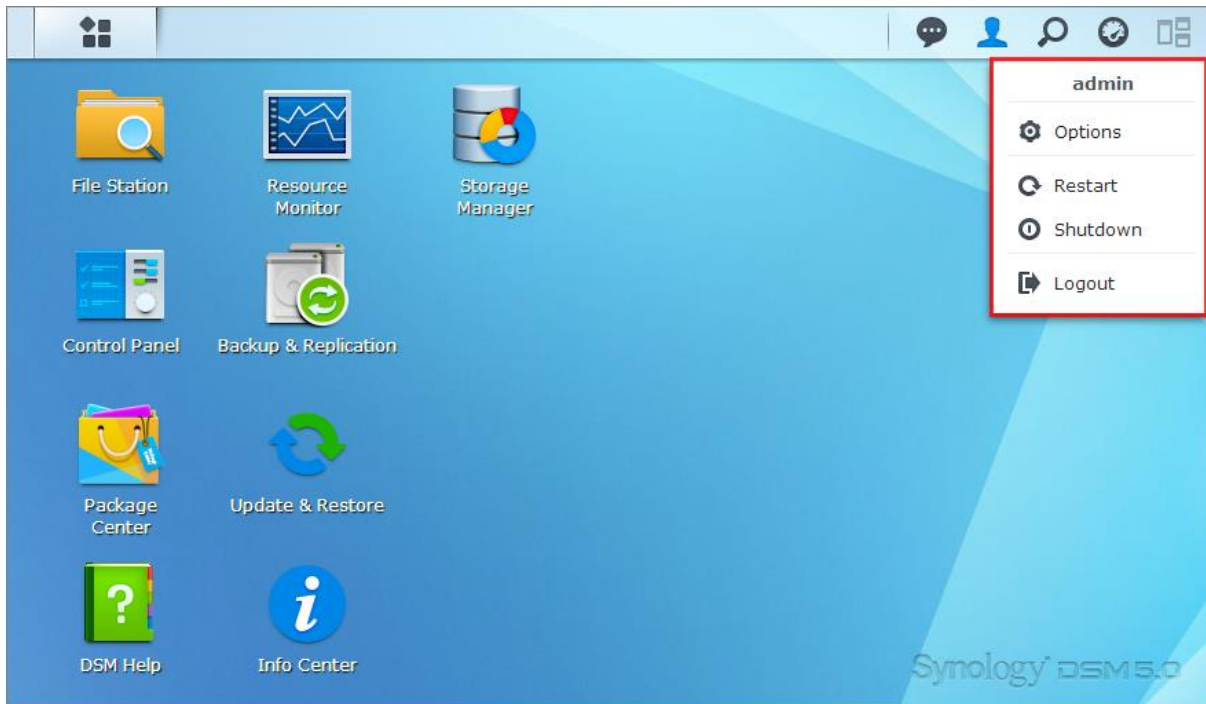 admin
Options
Restart
Shutdown
Logout
File Station
Resource
Monitor
Storage
Manager
Control Panel
Backup & Replication
Package
Center
Update & Restore
DSM Help
Info Center
Synology DSM 5.0